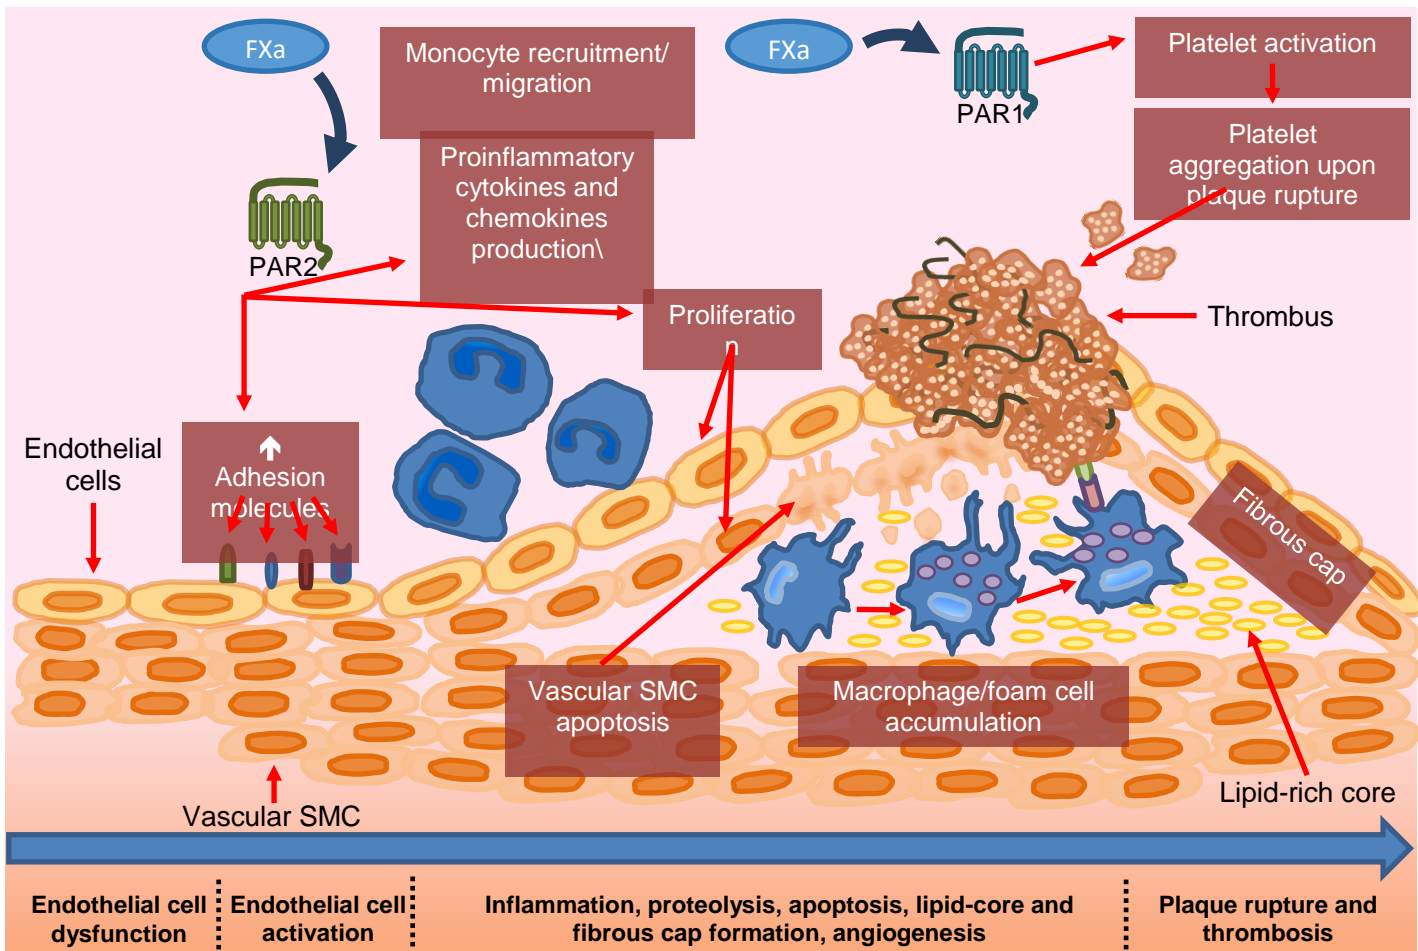 FXa
Monocyte recruitment/
migration
Proinflammatory
cytokines and
chemokines
production\
PAR2
FXa
PAR1
Platelet activation
Platelet
aggregation upon
plaque rupture
Proliferatio
n
Thrombus
Endothelial
cells
Adhesion
molecules
Fibrous cap
Vascular SMC
apoptosis
Macrophage/foam cell
accumulation
Lipid-rich core
Vascular SMC
Endothelial cell
dysfunction
Endothelial cell
activation
Inflammation, proteolysis, apoptosis, lipid-core and
fibrous cap formation, angiogenesis
Plaque rupture and
thrombosis